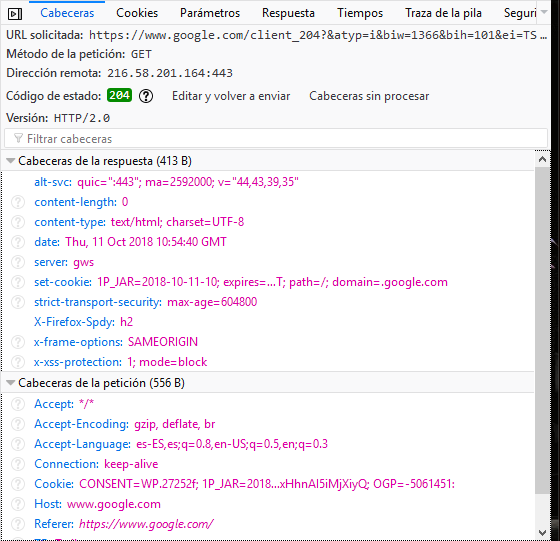 Cabeceras Cookies Parámetros Respuesta Tiempos Traza de la pila Seguri
URL solicitada: https://www.google.com/client_204?&atyp=i&biw=1366&bih=101&ei=TS…
Método de la petición: GET
Dirección remota: 216.58.201.164:443
Código de estado: 204 ? Editar y volver a enviar Cabeceras sin procesar
Versión: HTTP/2.0
Filtrar cabeceras
Cabeceras de la respuesta (413 B)
alt-svc: quic=":443"; ma=2592000; v="44,43,39,35"
? content-length: 0
? content-type: text/html; charset=UTF-8
? date: Thu, 11 Oct 2018 10:54:40 GMT
? server: gws
? set-cookie: 1P_JAR=2018-10-11-10; expires=…T; path=/; domain=.google.com
? strict-transport-security: max-age=604800
X-Firefox-Spdy: h2
? x-frame-options: SAMEORIGIN
? x-xss-protection: 1; mode=block
Cabeceras de la petición (556 B)
? Accept: */*
? Accept-Encoding: gzip, deflate, br
? Accept-Language: es-ES,es;q=0.8,en-US;q=0.5,en;q=0.3
? Connection: keep-alive
? Cookie: CONSENT=WP.27252f; 1P_JAR=2018…xHhnAI5iMjXiyQ; OGP=-5061451:
? Host: www.google.com
? Referer: https://www.google.com/